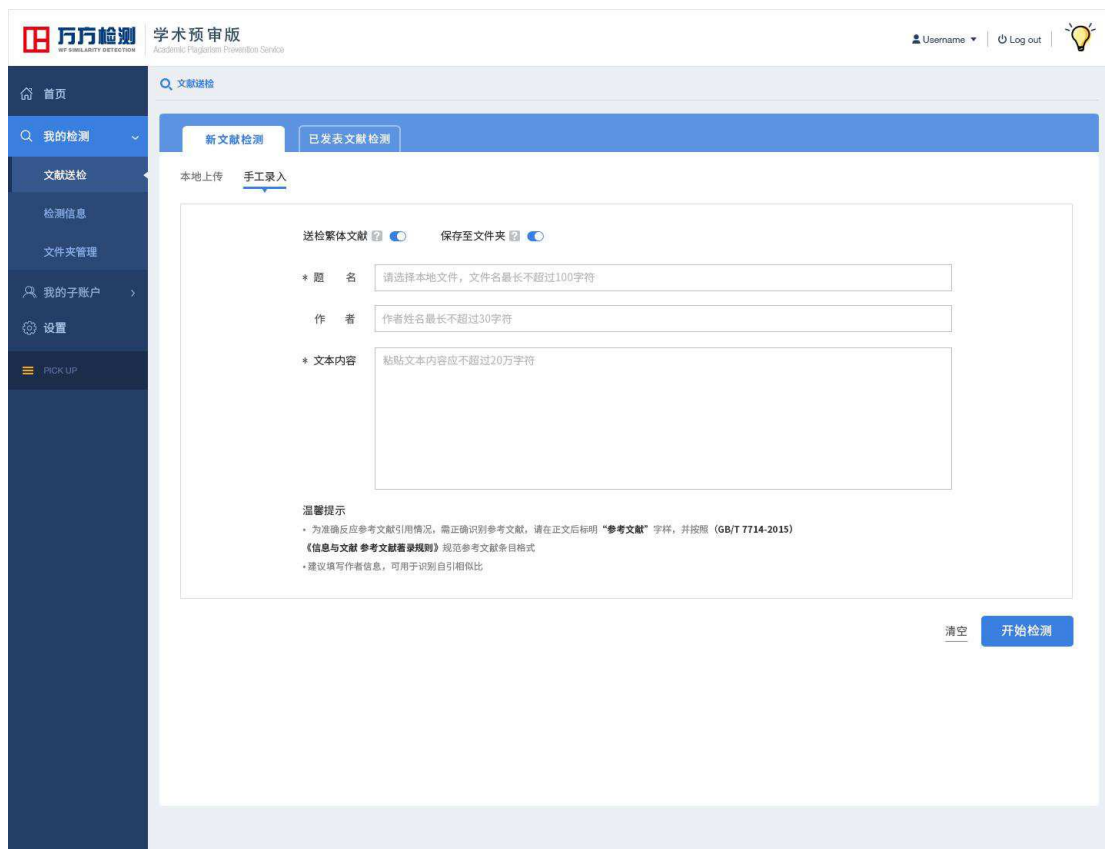 万方检测
WF SIMILARITY DETECTION
学术预审版
Academic Plagiarism Prevention Service
Username
Log out
首页
我的检测
文献送检
检测信息
文件夹管理
我的子账户
设置
PICK UP
文献送检
新文献检测 已发表文献检测
本地上传 手工录入
送检繁体文献 ? 保存至文件夹 ?
* 题 名 请选择本地文件，文件名最长不超过100字符
作 者 作者姓名最长不超过30字符
* 文本内容 粘贴文本内容应不超过20万字符
温馨提示
• 为准确反应参考文献引用情况，需正确识别参考文献，请在正文后标明“参考文献”字样，并按照（GB/T 7714-2015）
《信息与文献 参考文献著录规则》规范参考文献条目格式
• 建议填写作者信息，可用于识别自引相似比
清空 开始检测